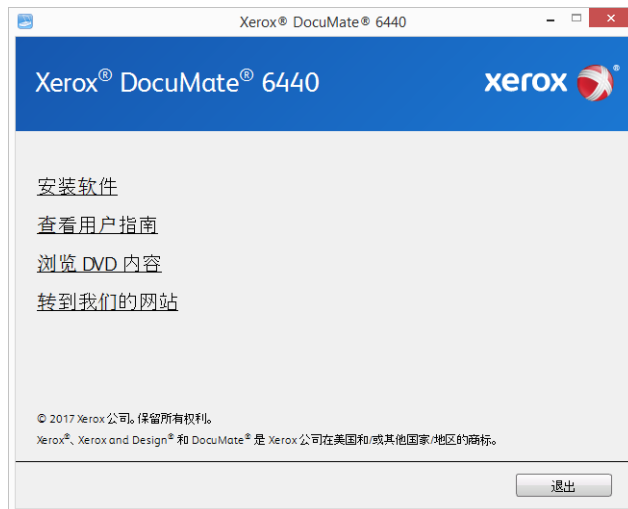 Xerox® DocuMate® 6440
Xerox® DocuMate® 6440
xerox®
安装软件
查看用户指南
浏览 DVD 内容
转到我们的网站
© 2017 Xerox 公司。保留所有权利。
Xerox®、Xerox and Design® 和 DocuMate® 是 Xerox 公司在美国和/或其他国家/地区的商标。
退出